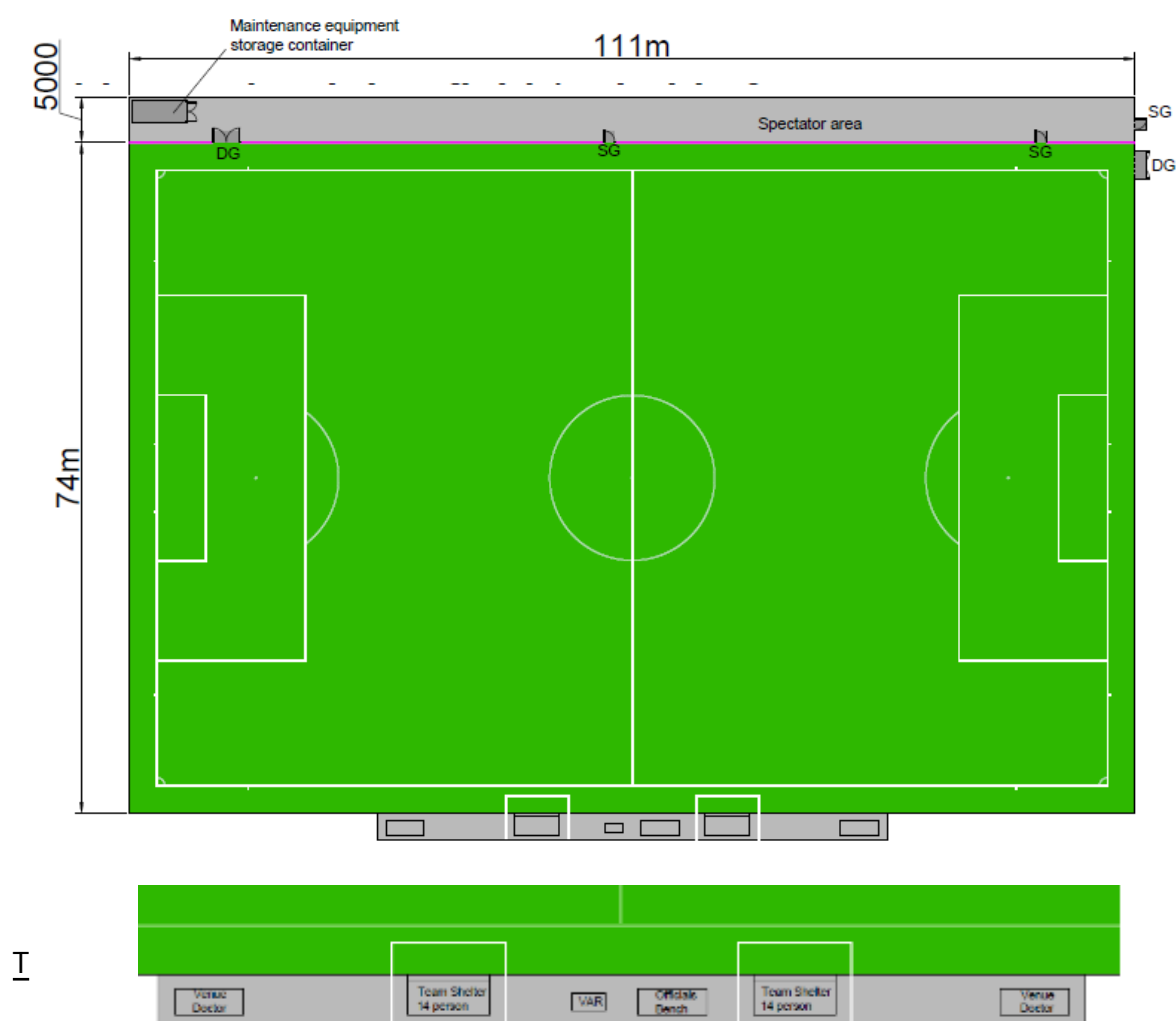 Maintenance equipment
storage container
111m
5000
Spectator area
SG
DG
SG
SG
DG
74m
T
Venue
Doctor
Team Shelter
14 person
VAR
Officials
Bench
Team Shelter
14 person
Venue
Doctor